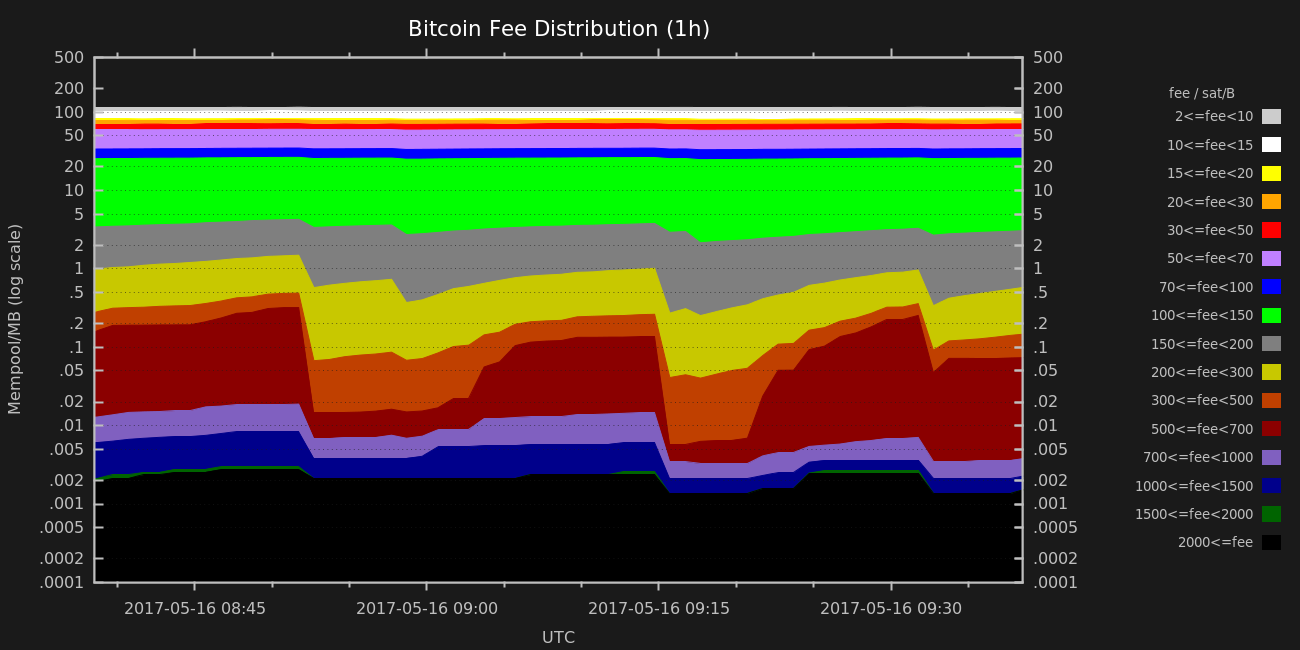 Bitcoin Fee Distribution (1h)
500
200
100
50
20
10
5
2
1
.5
.2
.1
.05
.02
.01
.005
.002
.001
.0005
.0002
.0001
Mempool/MB (log scale)
500
200
100
50
20
10
5
2
1
.5
.2
.1
.05
.02
.01
.005
.002
.001
.0005
.0002
.0001
2017-05-16 08:45
2017-05-16 09:00
2017-05-16 09:15
2017-05-16 09:30
UTC
fee / sat/B
2<=fee<10
10<=fee<15
15<=fee<20
20<=fee<30
30<=fee<50
50<=fee<70
70<=fee<100
100<=fee<150
150<=fee<200
200<=fee<300
300<=fee<500
500<=fee<700
700<=fee<1000
1000<=fee<1500
1500<=fee<2000
2000<=fee